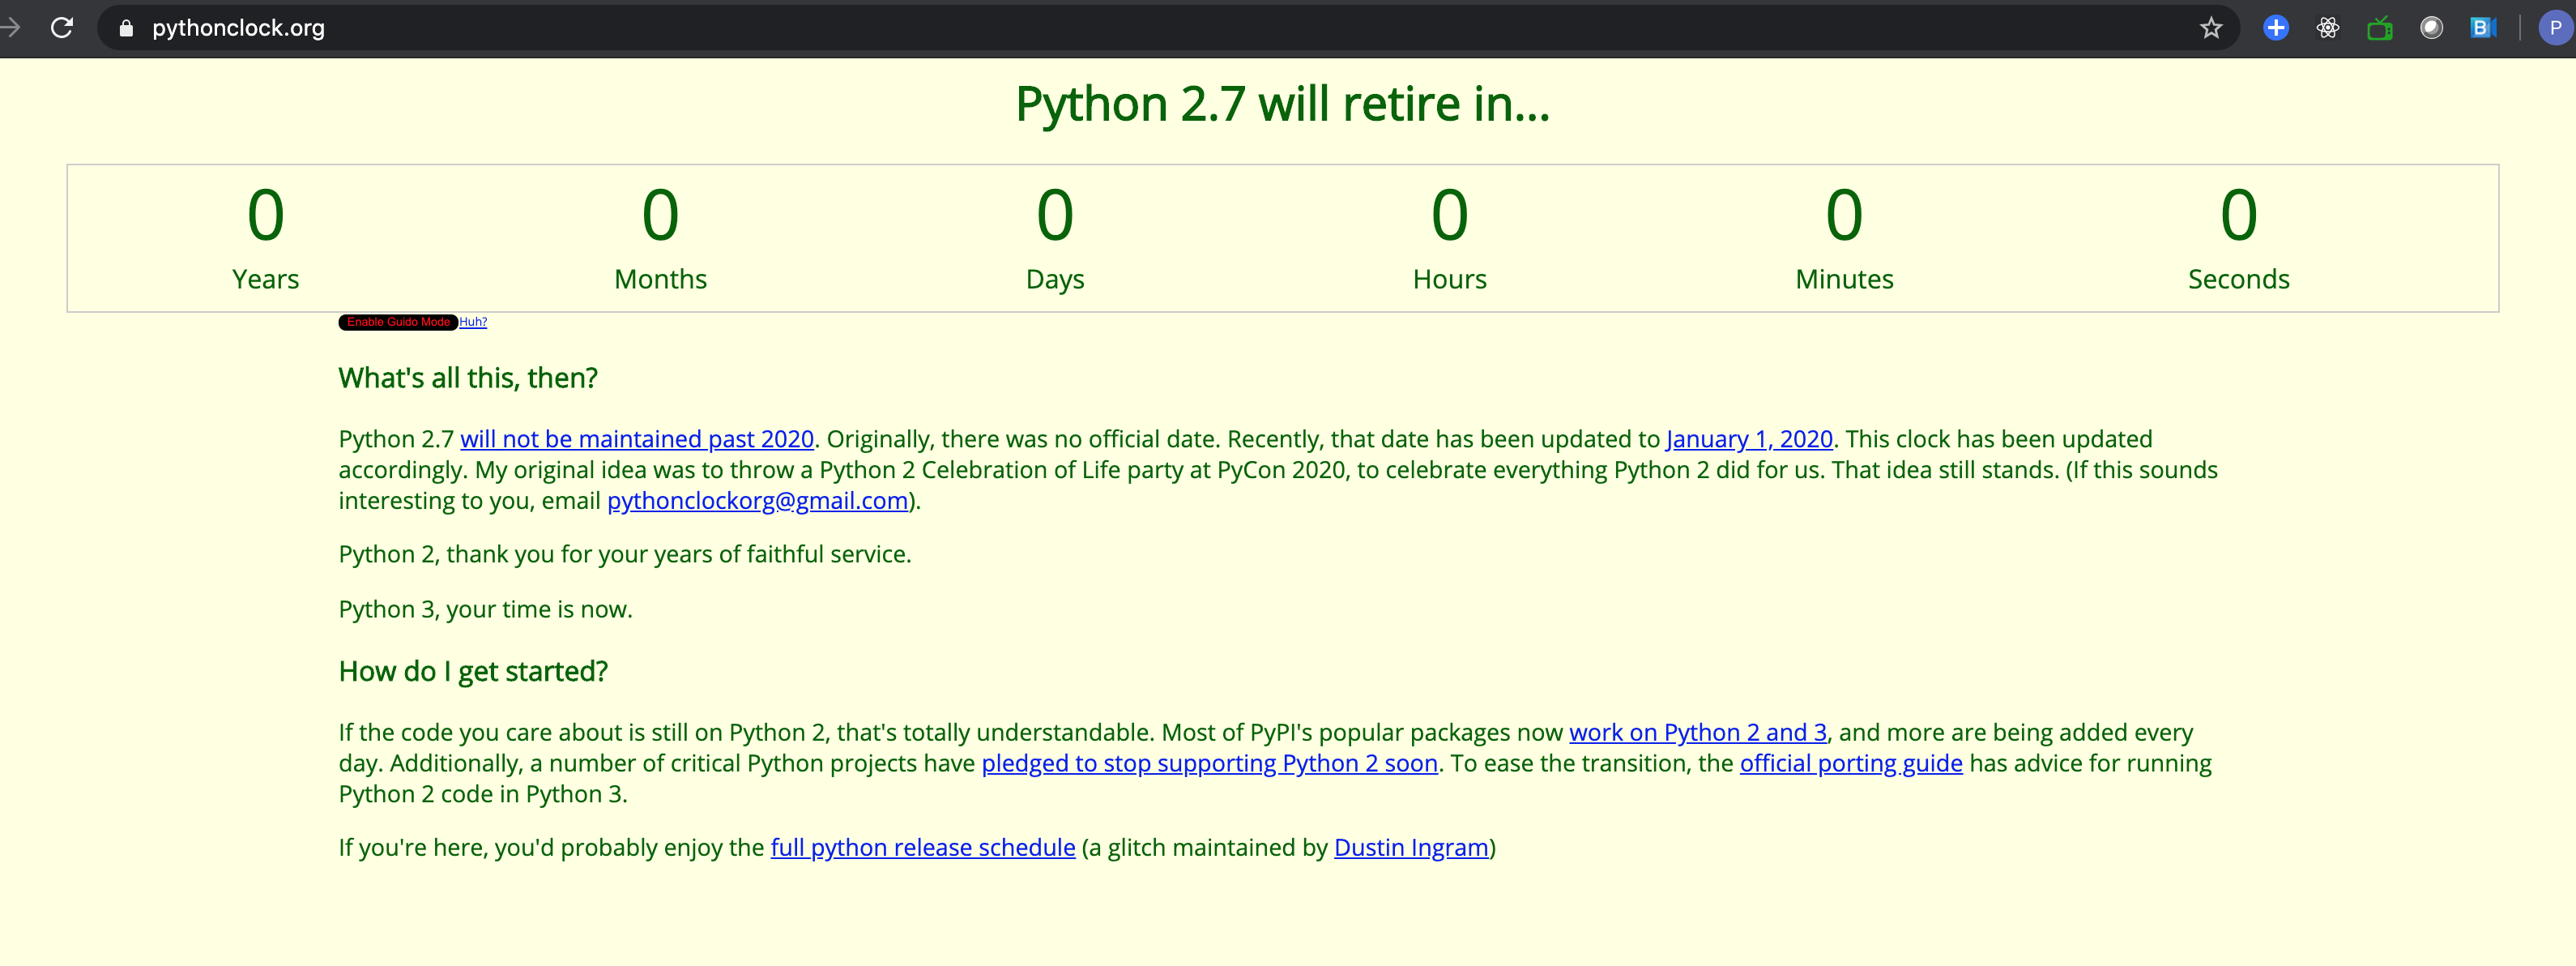 pythonclock.org
B
P
Python 2.7 will retire in...
0 0 0 0 0 0
Years Months Days Hours Minutes Seconds
Enable Guido Mode Huh?
What's all this, then?
Python 2.7 will not be maintained past 2020. Originally, there was no official date. Recently, that date has been updated to January 1, 2020. This clock has been updated
accordingly. My original idea was to throw a Python 2 Celebration of Life party at PyCon 2020, to celebrate everything Python 2 did for us. That idea still stands. (If this sounds
interesting to you, email pythonclockorg@gmail.com).
Python 2, thank you for your years of faithful service.
Python 3, your time is now.
How do I get started?
If the code you care about is still on Python 2, that's totally understandable. Most of PyPI's popular packages now work on Python 2 and 3, and more are being added every
day. Additionally, a number of critical Python projects have pledged to stop supporting Python 2 soon. To ease the transition, the official porting guide has advice for running
Python 2 code in Python 3.
If you're here, you'd probably enjoy the full python release schedule (a glitch maintained by Dustin Ingram)